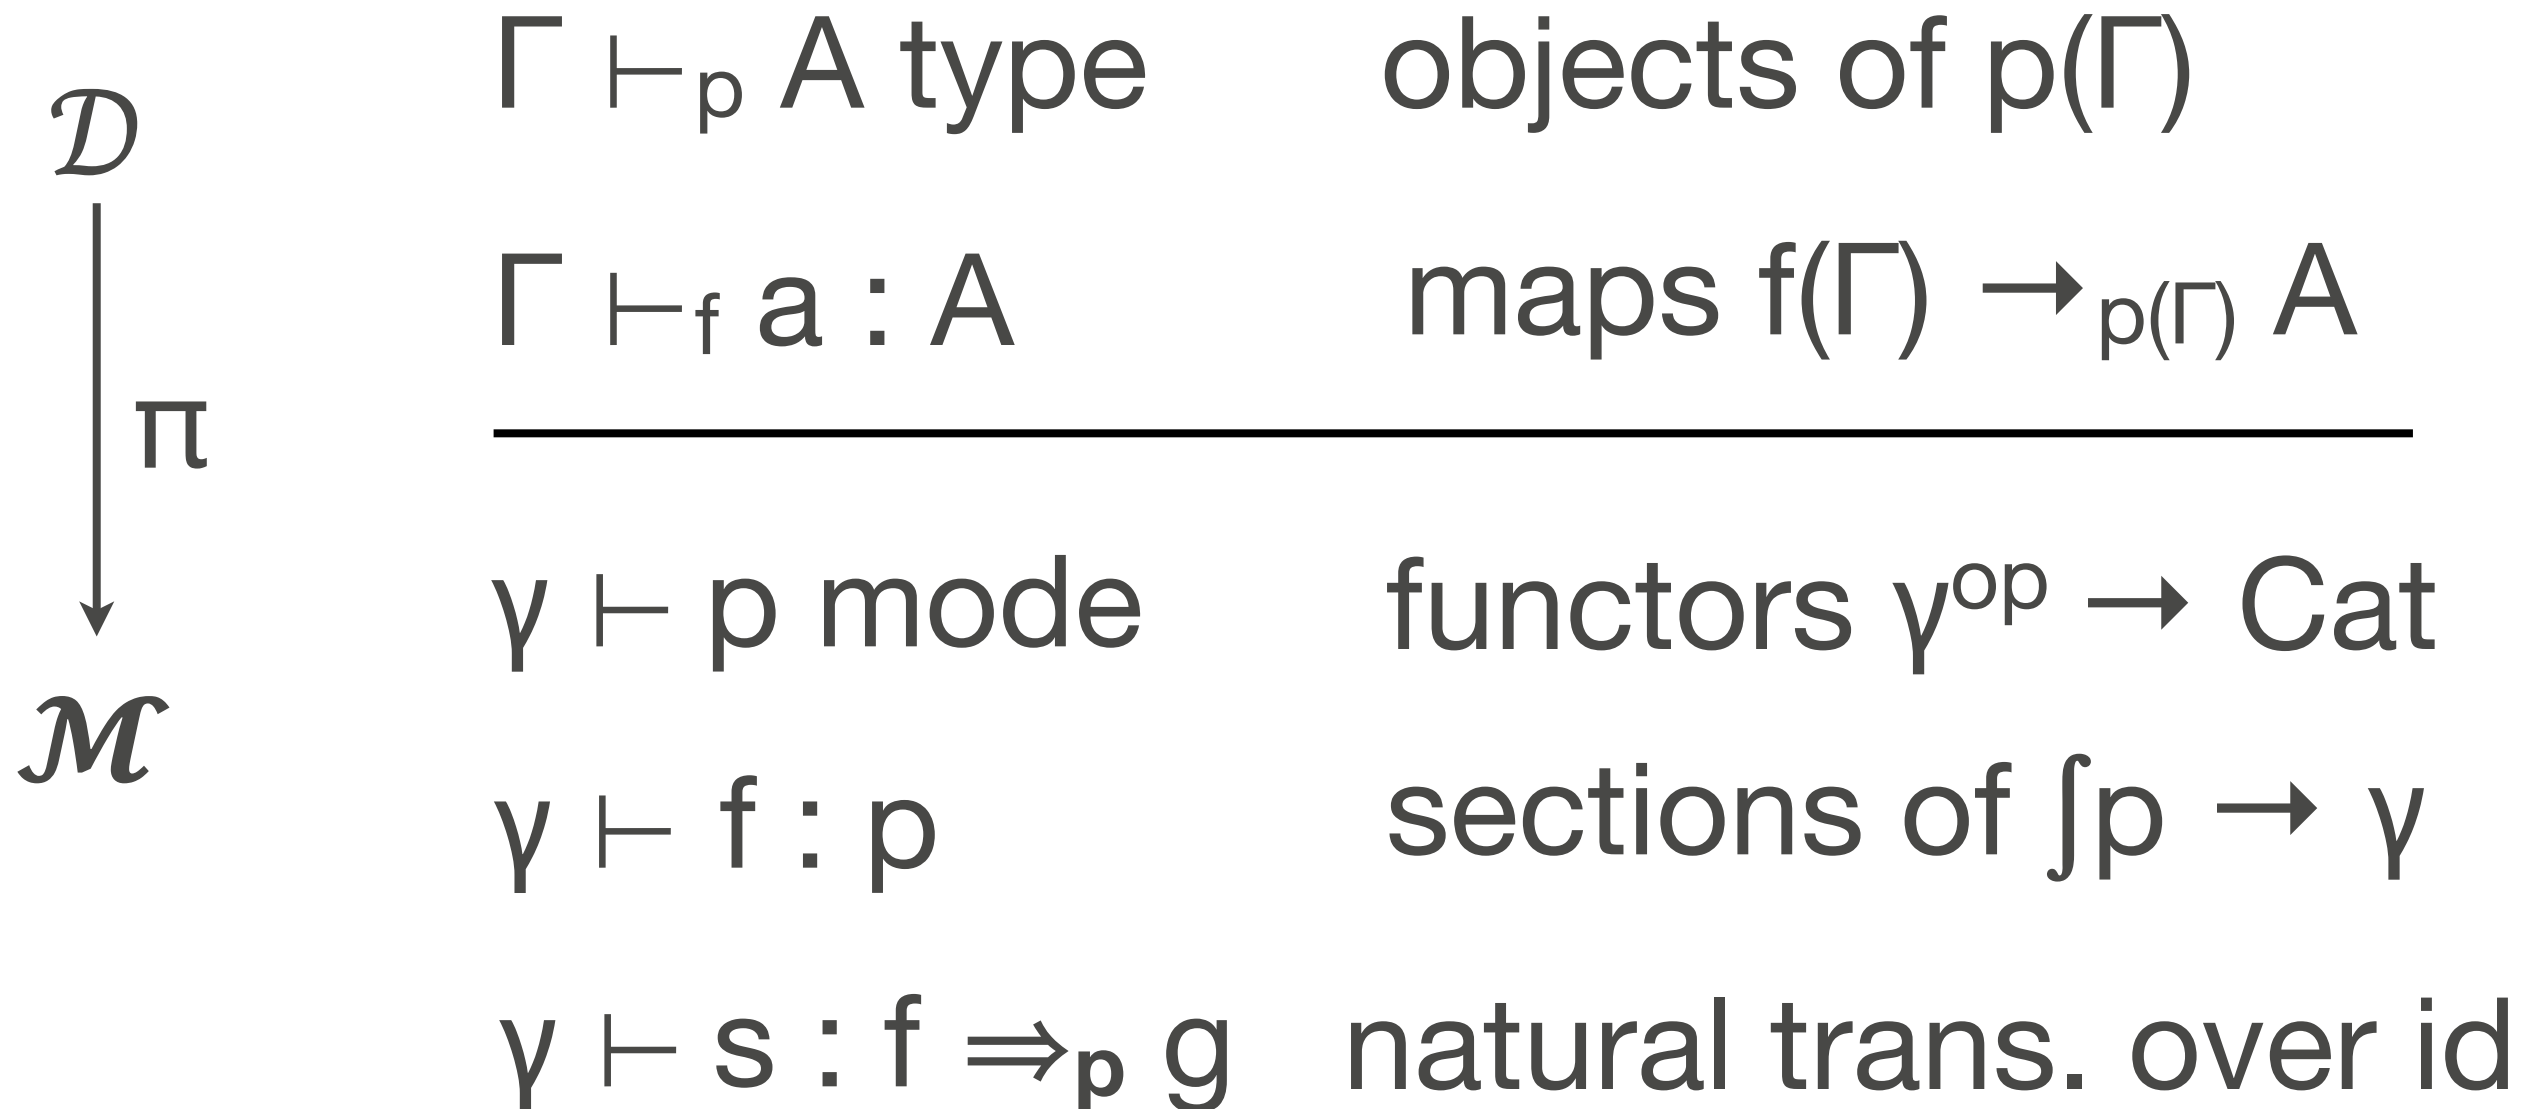 𝒟
π
ℳ
Γ ⊢p A type objects of p(Γ)
Γ ⊢f a : A maps f(Γ) →p(Γ) A
γ ⊢ p mode functors γᵒᵖ → Cat
γ ⊢ f : p sections of ∫p → γ
γ ⊢ s : f ⇒p g natural trans. over id